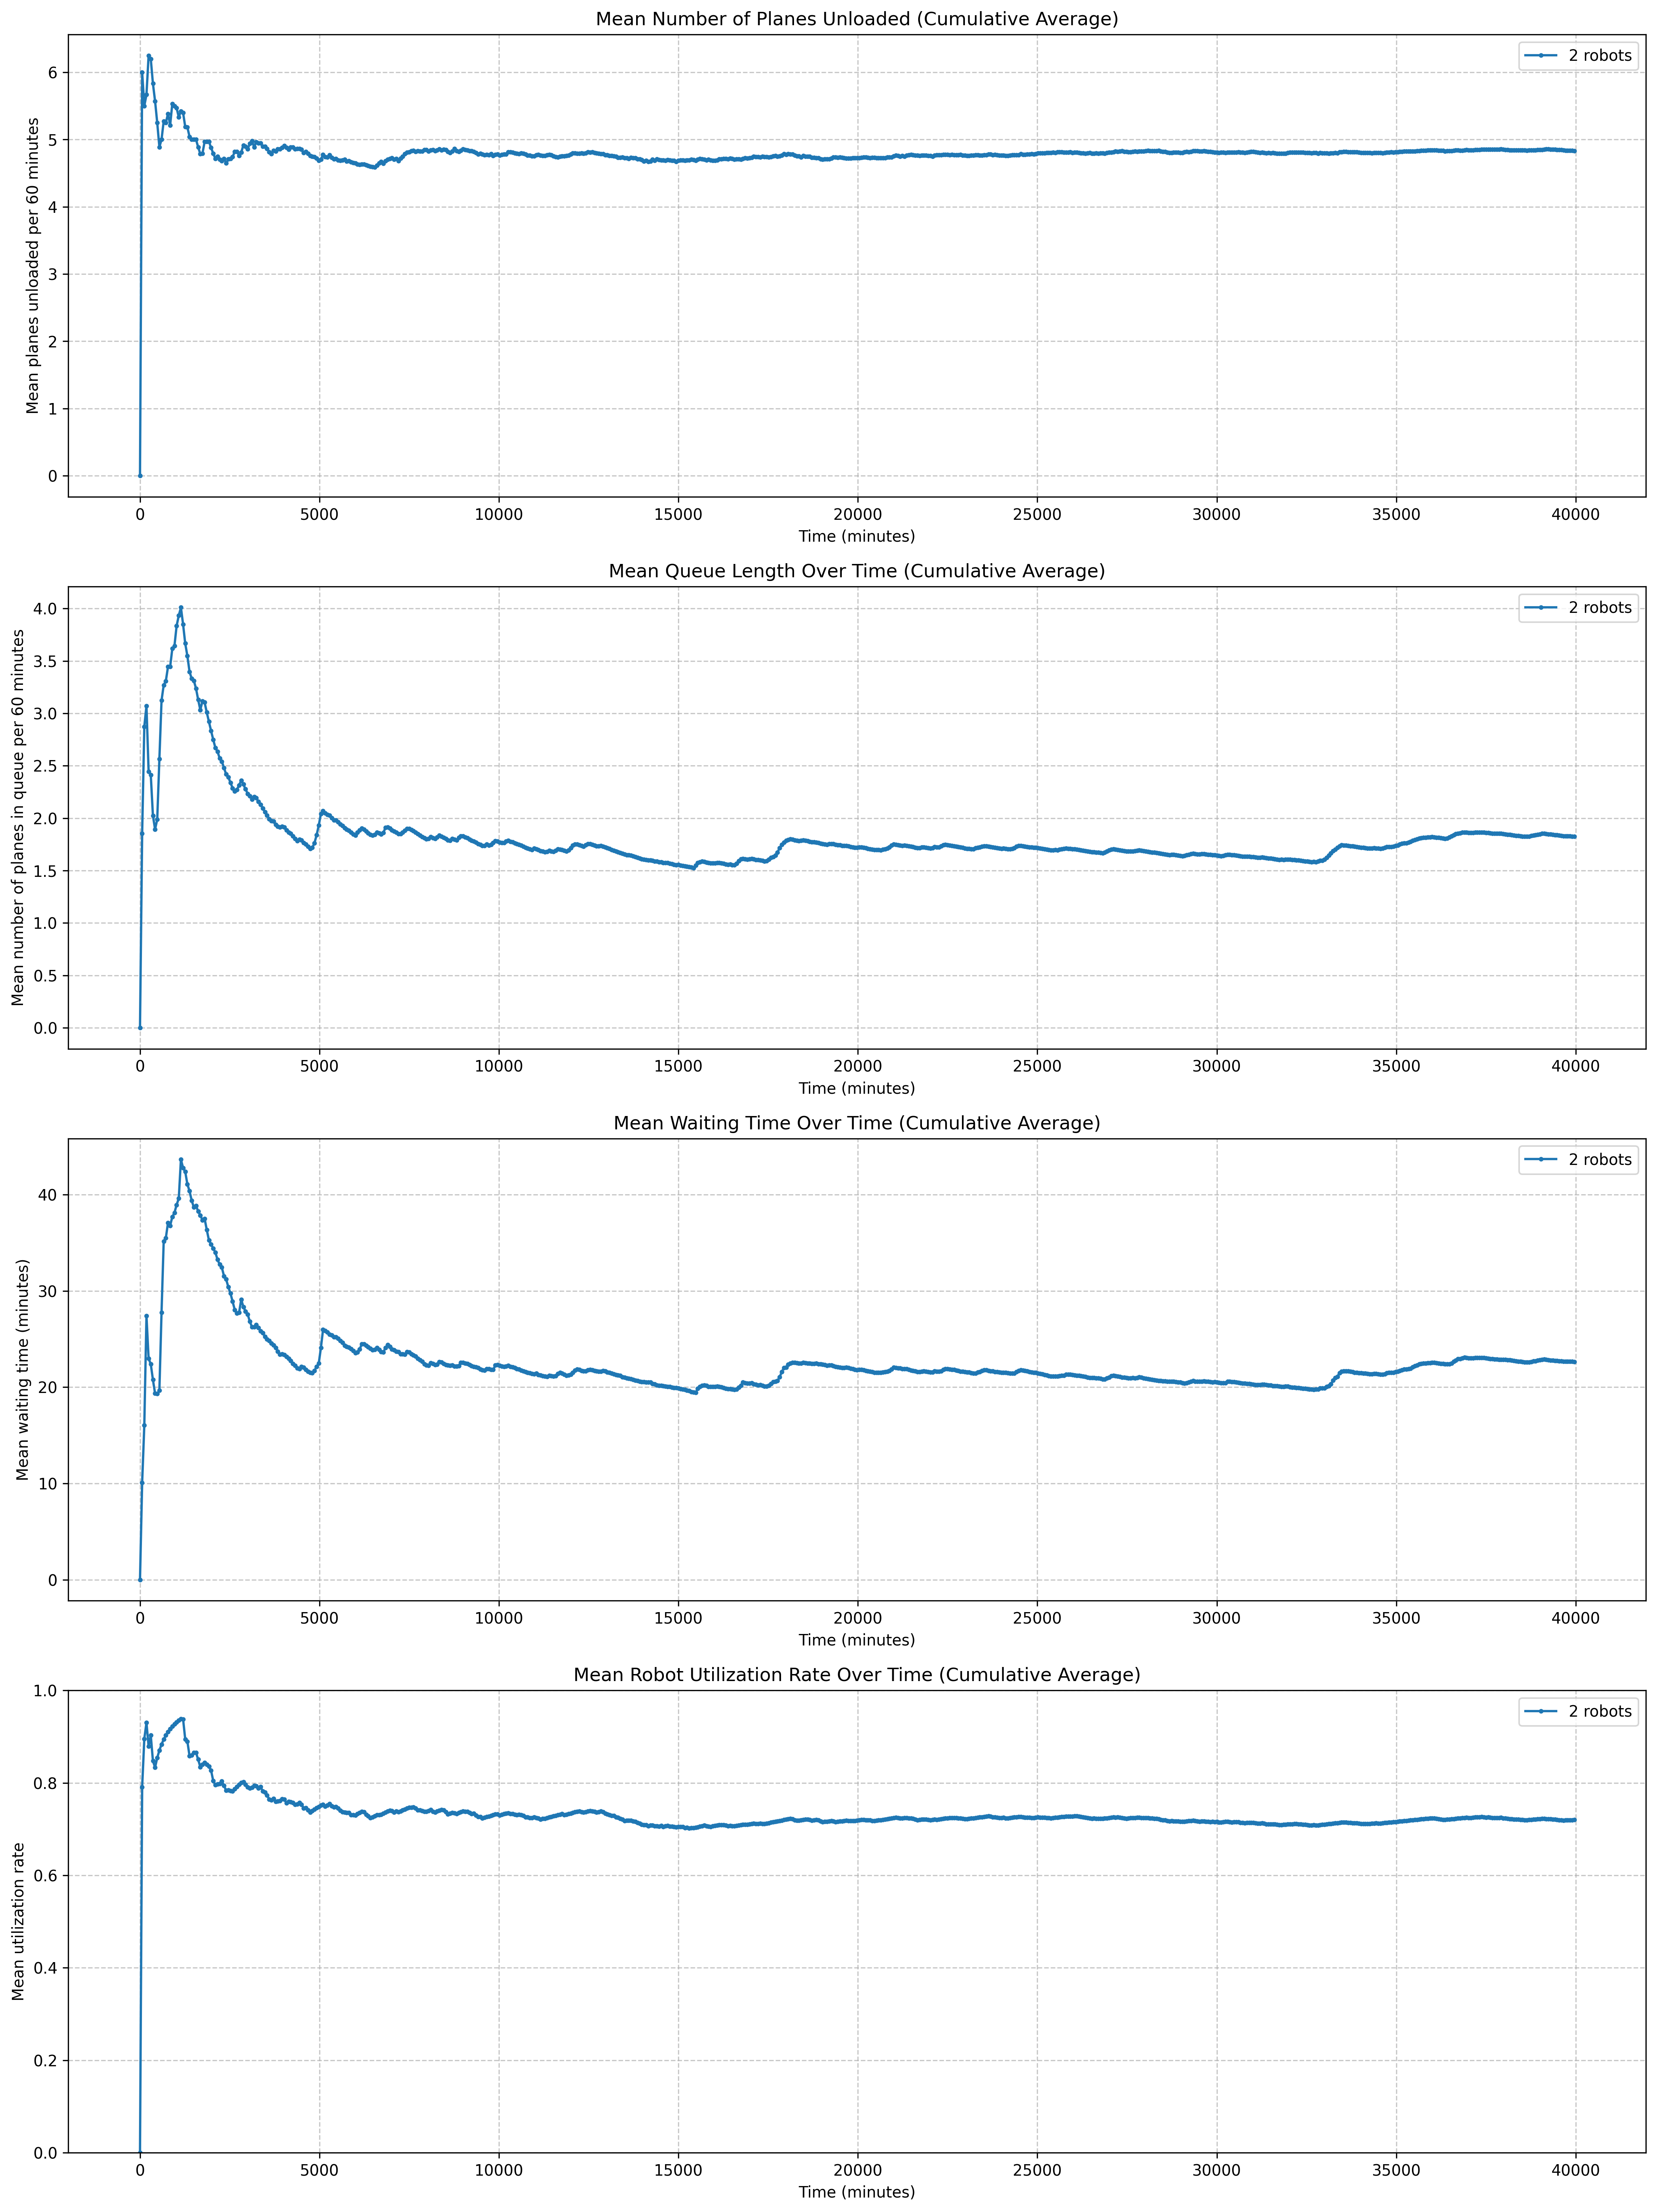 Mean Number of Planes Unloaded (Cumulative Average)
2 robots
Mean planes unloaded per 60 minutes
6
5
4
3
2
1
0
0 5000 10000 15000 20000 25000 30000 35000 40000
Time (minutes)
Mean Queue Length Over Time (Cumulative Average)
2 robots
Mean number of planes in queue per 60 minutes
4.0
3.5
3.0
2.5
2.0
1.5
1.0
0.5
0.0
0 5000 10000 15000 20000 25000 30000 35000 40000
Time (minutes)
Mean Waiting Time Over Time (Cumulative Average)
2 robots
Mean waiting time (minutes)
40
30
20
10
0
0 5000 10000 15000 20000 25000 30000 35000 40000
Time (minutes)
Mean Robot Utilization Rate Over Time (Cumulative Average)
2 robots
Mean utilization rate
1.0
0.8
0.6
0.4
0.2
0.0
0 5000 10000 15000 20000 25000 30000 35000 40000
Time (minutes)